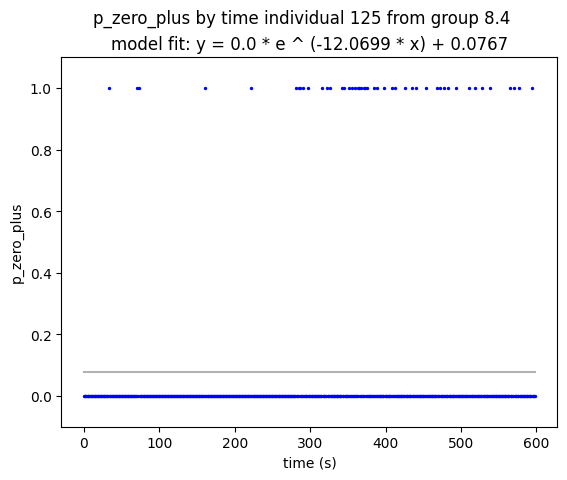 p_zero_plus by time individual 125 from group 8.4
model fit: y = 0.0 * e ^ (-12.0699 * x) + 0.0767
1.0
0.8
0.6
0.4
0.2
0.0
p_zero_plus
0 100 200 300 400 500 600
time (s)